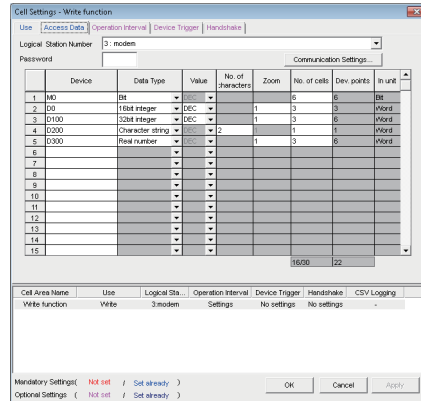 Cell Settings - Write function
Use Access Data Operation Interval Device Trigger Handshake
Logical Station Number 3 : modem
Password Communication Settings...
Device Data Type Value No. of characters Zoom No. of cells Dev. points In unit
1 M0 Bit DEC 6 6 Bit
2 D0 16bit integer DEC 1 3 3 Word
3 D100 32bit integer DEC 1 3 6 Word
4 D200 Character string DEC 2 1 1 1 Word
5 D300 Real number 1 3 6 Word
6
7
8
9
10
11
12
13
14
15
16/30 22
Cell Area Name Use Logical Sta... Operation Interval Device Trigger Handshake CSV Logging
Write function Write 3:modem Settings No settings No settings -
Mandatory Settings( Not set / Set already ) OK Cancel Apply
Optional Settings ( Not set / Set already )